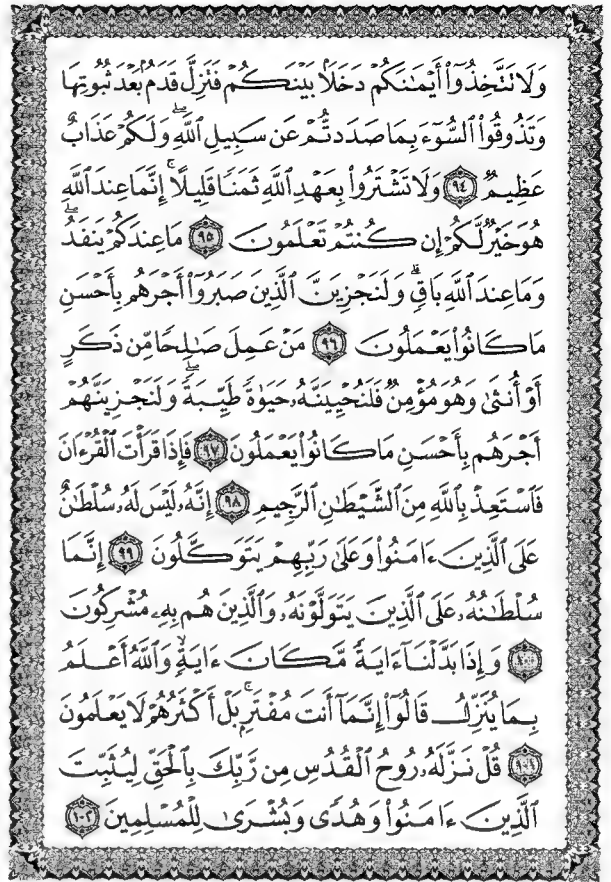 وَلَا تَتَّخِذُوٓا۟ أَيْمَـٰنَكُمْ دَخَلًۢا بَيْنَكُمْ فَتَزِلَّ قَدَمٌۢ بَعْدَ ثُبُوتِهَا
وَتَذُوقُوا۟ ٱلسُّوٓءَ بِمَا صَدَدتُّمْ عَن سَبِيلِ ٱللَّهِ ۖ وَلَكُمْ عَذَابٌ
عَظِيمٌ ٩٤ وَلَا تَشْتَرُوا۟ بِعَهْدِ ٱللَّهِ ثَمَنًا قَلِيلًا ۚ إِنَّمَا عِندَ ٱللَّهِ
هُوَ خَيْرٌ لَّكُمْ إِن كُنتُمْ تَعْلَمُونَ ٩٥ مَا عِندَكُمْ يَنفَدُ ۖ
وَمَا عِندَ ٱللَّهِ بَاقٍ ۗ وَلَنَجْزِيَنَّ ٱلَّذِينَ صَبَرُوٓا۟ أَجْرَهُم بِأَحْسَنِ
مَا كَانُوا۟ يَعْمَلُونَ ٩٦ مَنْ عَمِلَ صَـٰلِحًا مِّن ذَكَرٍ
أَوْ أُنثَىٰ وَهُوَ مُؤْمِنٌ فَلَنُحْيِيَنَّهُۥ حَيَوٰةً طَيِّبَةً ۖ وَلَنَجْزِيَنَّهُمْ
أَجْرَهُم بِأَحْسَنِ مَا كَانُوا۟ يَعْمَلُونَ ٩٧ فَإِذَا قَرَأْتَ ٱلْقُرْءَانَ
فَٱسْتَعِذْ بِٱللَّهِ مِنَ ٱلشَّيْطَـٰنِ ٱلرَّجِيمِ ٩٨ إِنَّهُۥ لَيْسَ لَهُۥ سُلْطَـٰنٌ
عَلَى ٱلَّذِينَ ءَامَنُوا۟ وَعَلَىٰ رَبِّهِمْ يَتَوَكَّلُونَ ٩٩ إِنَّمَا
سُلْطَـٰنُهُۥ عَلَى ٱلَّذِينَ يَتَوَلَّوْنَهُۥ وَٱلَّذِينَ هُم بِهِۦ مُشْرِكُونَ
١٠٠ وَإِذَا بَدَّلْنَآ ءَايَةً مَّكَانَ ءَايَةٍ ۙ وَٱللَّهُ أَعْلَمُ
بِمَا يُنَزِّلُ قَالُوٓا۟ إِنَّمَآ أَنتَ مُفْتَرٍۭ ۚ بَلْ أَكْثَرُهُمْ لَا يَعْلَمُونَ
١٠١ قُلْ نَزَّلَهُۥ رُوحُ ٱلْقُدُسِ مِن رَّبِّكَ بِٱلْحَقِّ لِيُثَبِّتَ
ٱلَّذِينَ ءَامَنُوا۟ وَهُدًى وَبُشْرَىٰ لِلْمُسْلِمِينَ ١٠٢